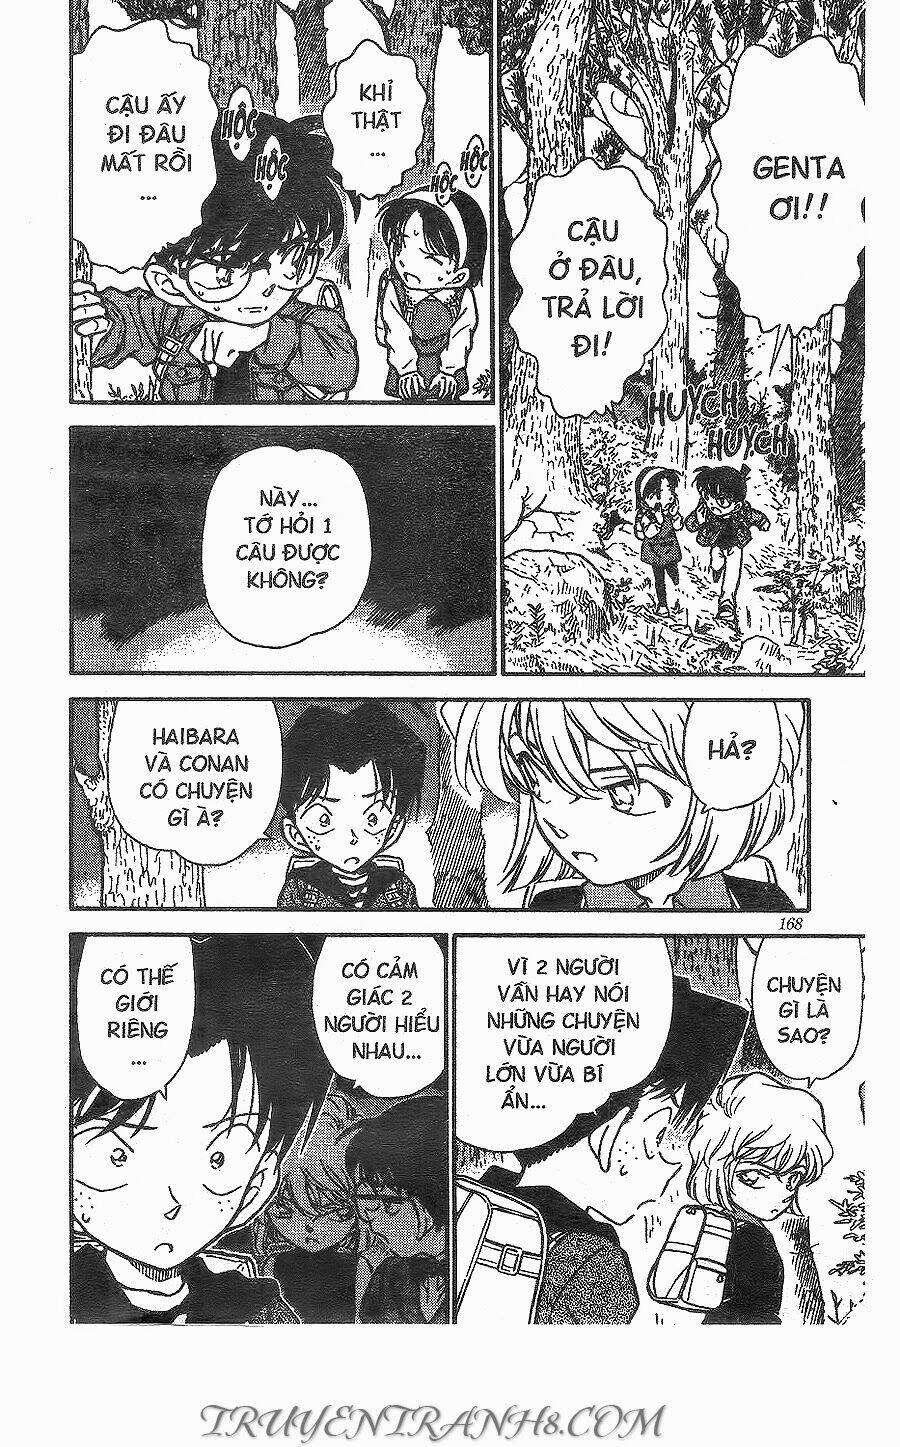 GENTA
ƠI!!
CẬU
Ở ĐÂU,
TRẢ LỜI
ĐI!
HUỲCH
HUỲCH
KHỈ
THẬT
...
CẬU ẤY
ĐI ĐÂU
MẤT RỒI
...
HỘC
HỘC
HỘC
HỘC
NÀY...
TỚ HỎI 1
CÂU ĐƯỢC
KHÔNG?
HẢ?
HAIBARA
VÀ CONAN
CÓ CHUYỆN
GÌ À?
168
CHUYỆN
GÌ LÀ
SAO?
VÌ 2 NGƯỜI
VẪN HAY NÓI
NHỮNG CHUYỆN
VỪA NGƯỜI
LỚN VỪA BÍ
ẨN...
CÓ CẢM
GIÁC 2
NGƯỜI HIỂU
NHAU...
CÓ THẾ
GIỚI
RIÊNG
...
TRUYENTRANH8.COM